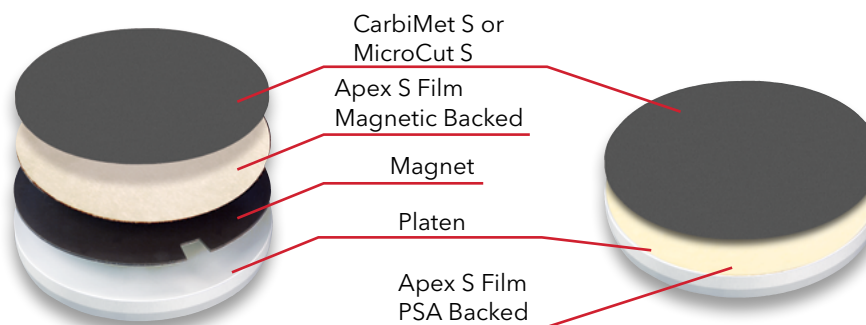 CarbiMet S or
MicroCut S
Apex S Film
Magnetic Backed
Magnet
Platen
Apex S Film
PSA Backed